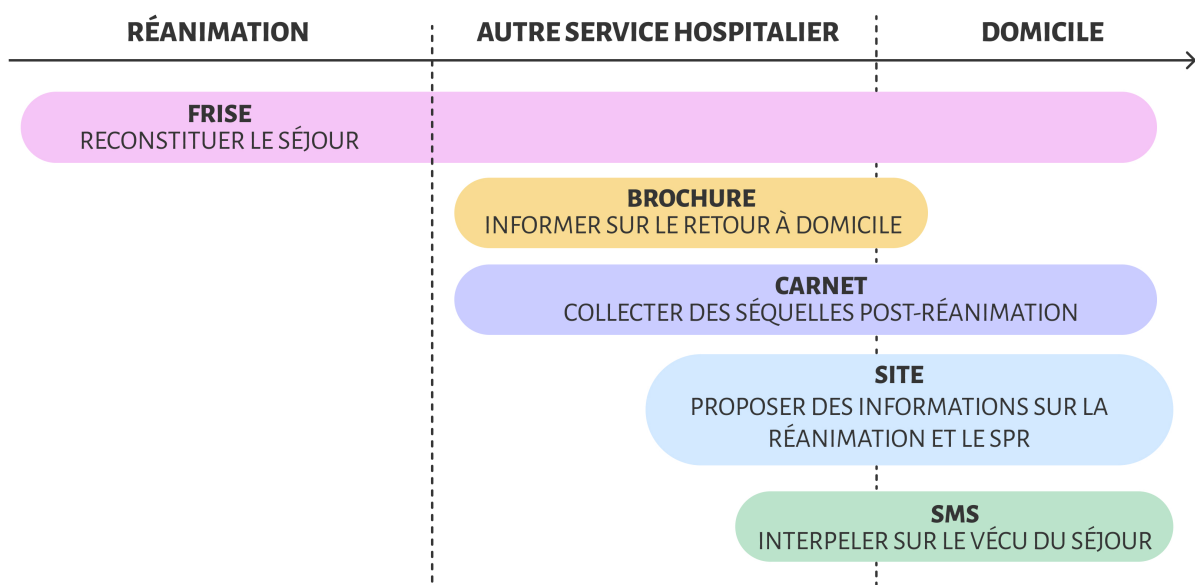 RÉANIMATION
AUTRE SERVICE HOSPITALIER
DOMICILE
FRISE
RECONSTITUER LE SÉJOUR
BROCHURE
INFORMER SUR LE RETOUR À DOMICILE
CARNET
COLLECTER DES SÉQUELLES POST-RÉANIMATION
SITE
PROPOSER DES INFORMATIONS SUR LA
RÉANIMATION ET LE SPR
SMS
INTERPELER SUR LE VÉCU DU SÉJOUR